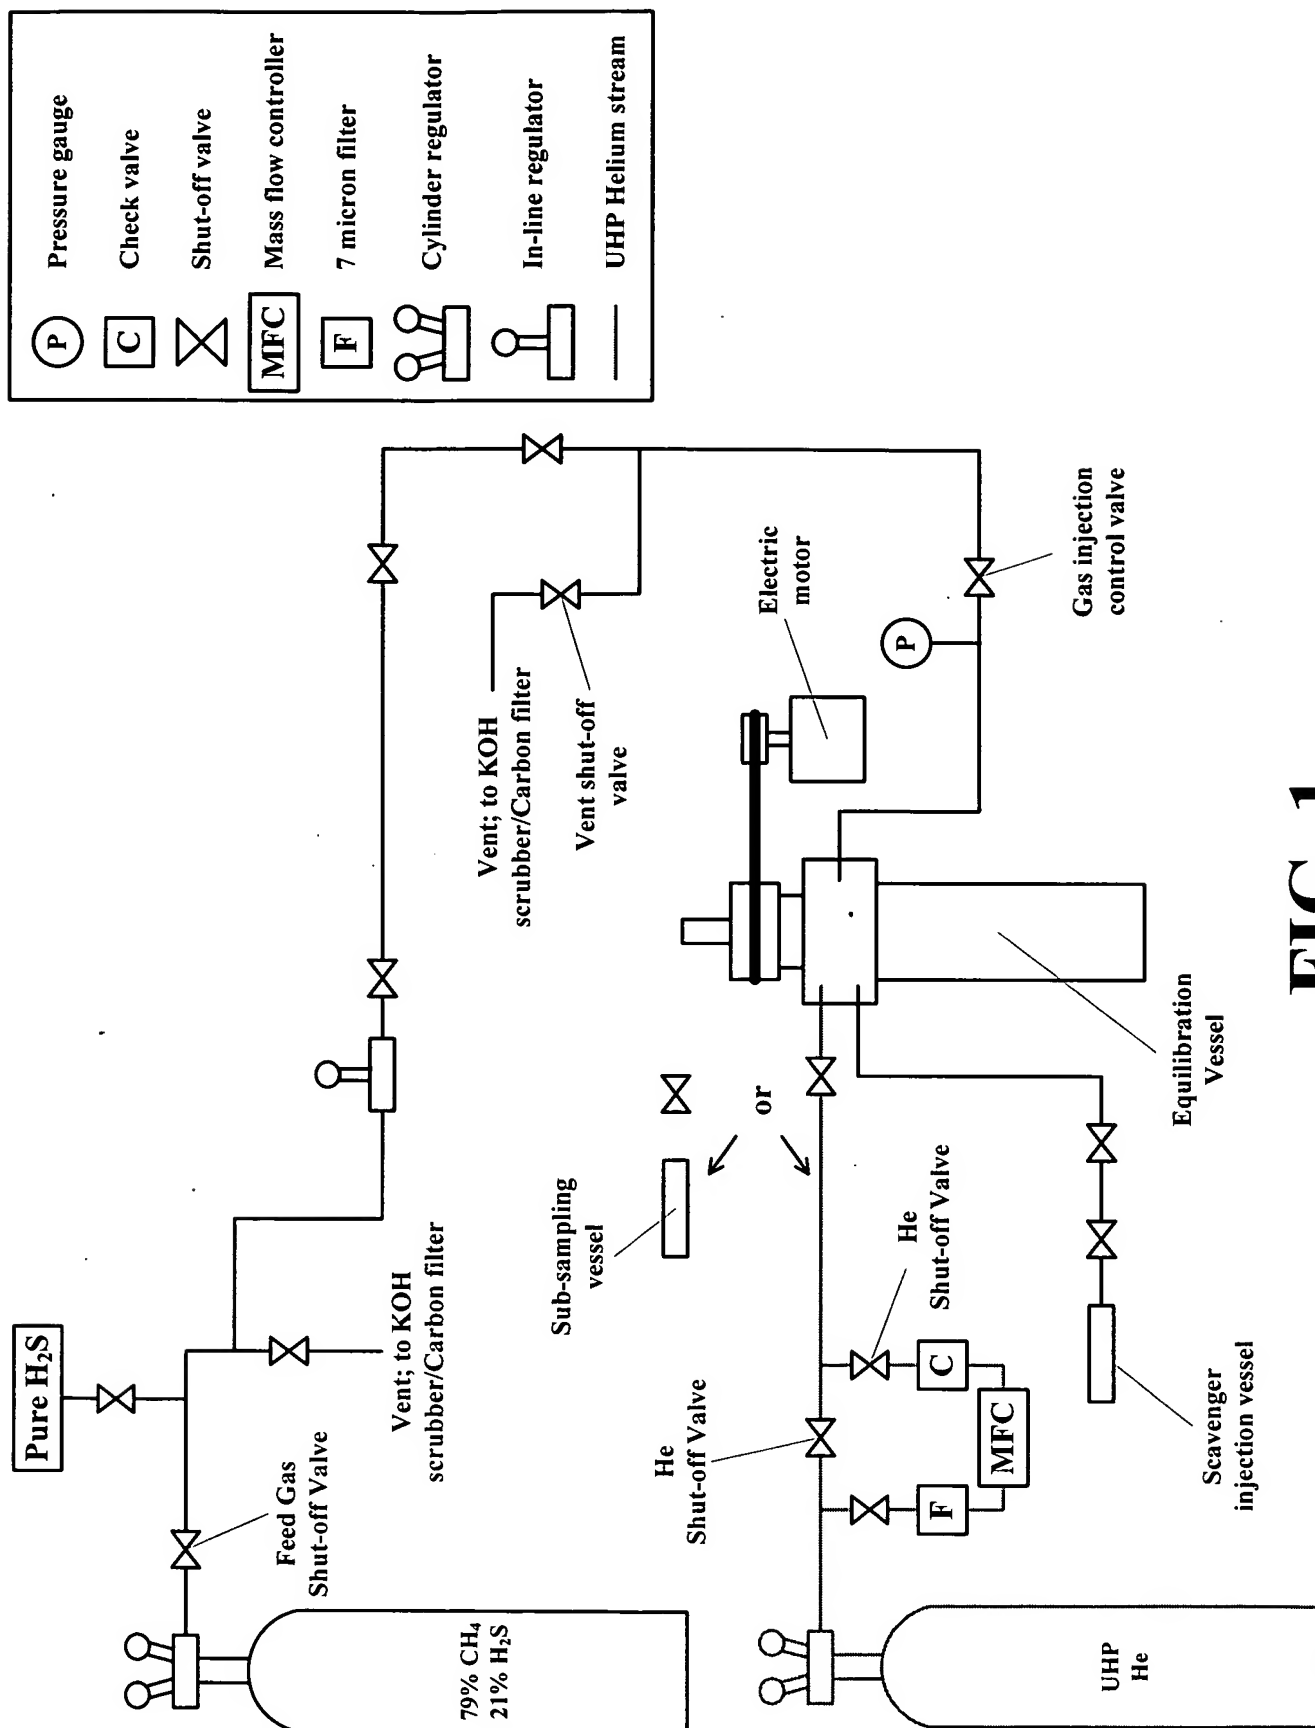 Pure H₂S
Feed Gas
Shut-off Valve
79% CH₄
21% H₂S
Vent; to KOH
scrubber/Carbon filter
Vent; to KOH
scrubber/Carbon filter
Vent shut-off
valve
P
Pressure gauge
C
Check valve
Shut-off valve
MFC
Mass flow controller
F
7 micron filter
Cylinder regulator
In-line regulator
UHP Helium stream
Sub-sampling
vessel
or
Electric
motor
P
Gas injection
control valve
He
Shut-off Valve
He
Shut-off Valve
F
MFC
C
UHP
He
Scavenger
injection vessel
Equilibration
Vessel
FIG. 1